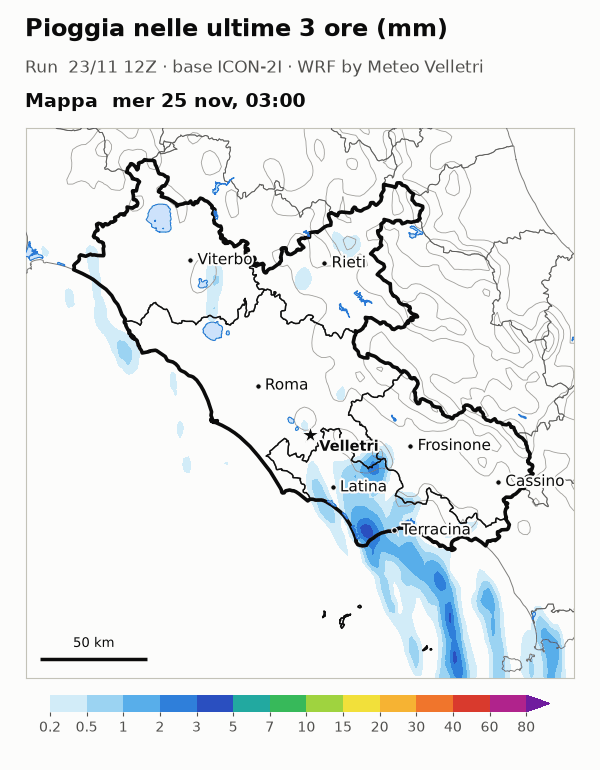 Pioggia nelle ultime 3 ore (mm)
Run  23/11 12Z · base ICON-2I · WRF by Meteo Velletri
Mappa  mer 25 nov, 03:00
Viterbo
Rieti
Roma
Velletri
Frosinone
Latina
Cassino
Terracina
50 km
0.2 0.5 1 2 3 5 7 10 15 20 30 40 60 80